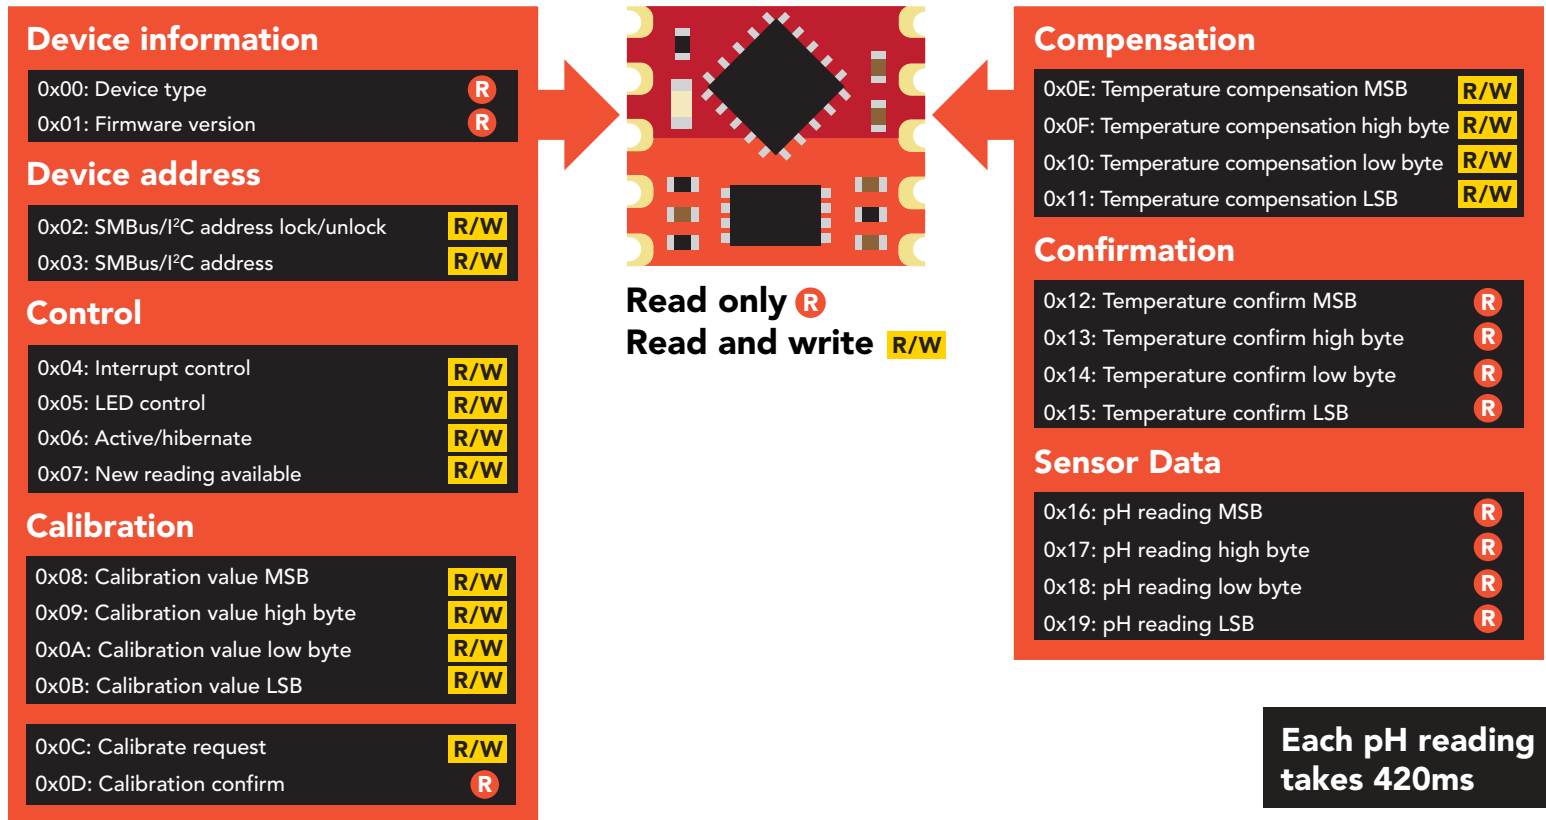 Device information
0x00: Device type R
0x01: Firmware version R
Device address
0x02: SMBus/I²C address lock/unlock R/W
0x03: SMBus/I²C address R/W
Control
0x04: Interrupt control R/W
0x05: LED control R/W
0x06: Active/hibernate R/W
0x07: New reading available R/W
Calibration
0x08: Calibration value MSB R/W
0x09: Calibration value high byte R/W
0x0A: Calibration value low byte R/W
0x0B: Calibration value LSB R/W
0x0C: Calibrate request R/W
0x0D: Calibration confirm R
Read only R
Read and write R/W
Compensation
0x0E: Temperature compensation MSB R/W
0x0F: Temperature compensation high byte R/W
0x10: Temperature compensation low byte R/W
0x11: Temperature compensation LSB R/W
Confirmation
0x12: Temperature confirm MSB R
0x13: Temperature confirm high byte R
0x14: Temperature confirm low byte R
0x15: Temperature confirm LSB R
Sensor Data
0x16: pH reading MSB R
0x17: pH reading high byte R
0x18: pH reading low byte R
0x19: pH reading LSB R
Each pH reading
takes 420ms